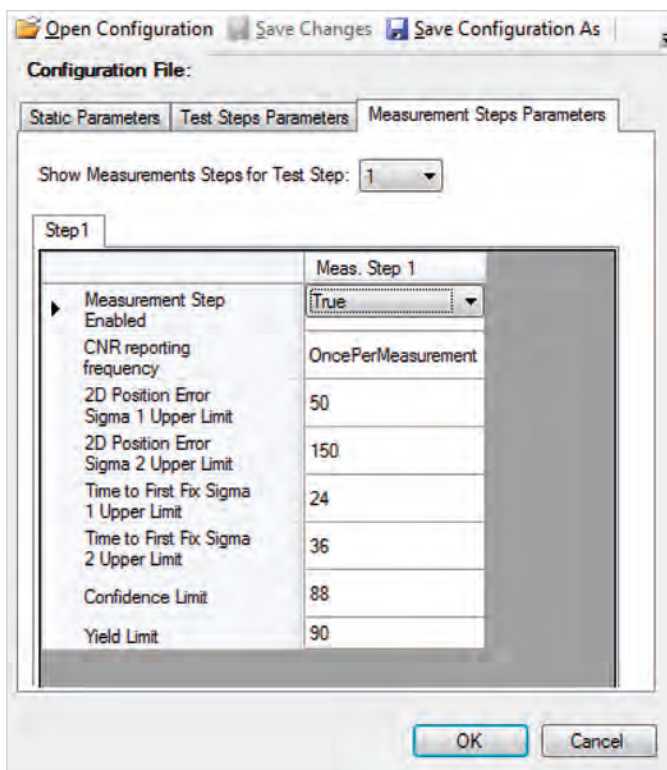 Open Configuration Save Changes Save Configuration As
Configuration File:
Static Parameters Test Steps Parameters Measurement Steps Parameters
Show Measurements Steps for Test Step: 1
Step1
Meas. Step 1
Measurement Step
Enabled
True
CNR reporting
frequency
OncePerMeasurement
2D Position Error
Sigma 1 Upper Limit
50
2D Position Error
Sigma 2 Upper Limit
150
Time to First Fix Sigma
1 Upper Limit
24
Time to First Fix Sigma
2 Upper Limit
36
Confidence Limit 88
Yield Limit 90
OK Cancel